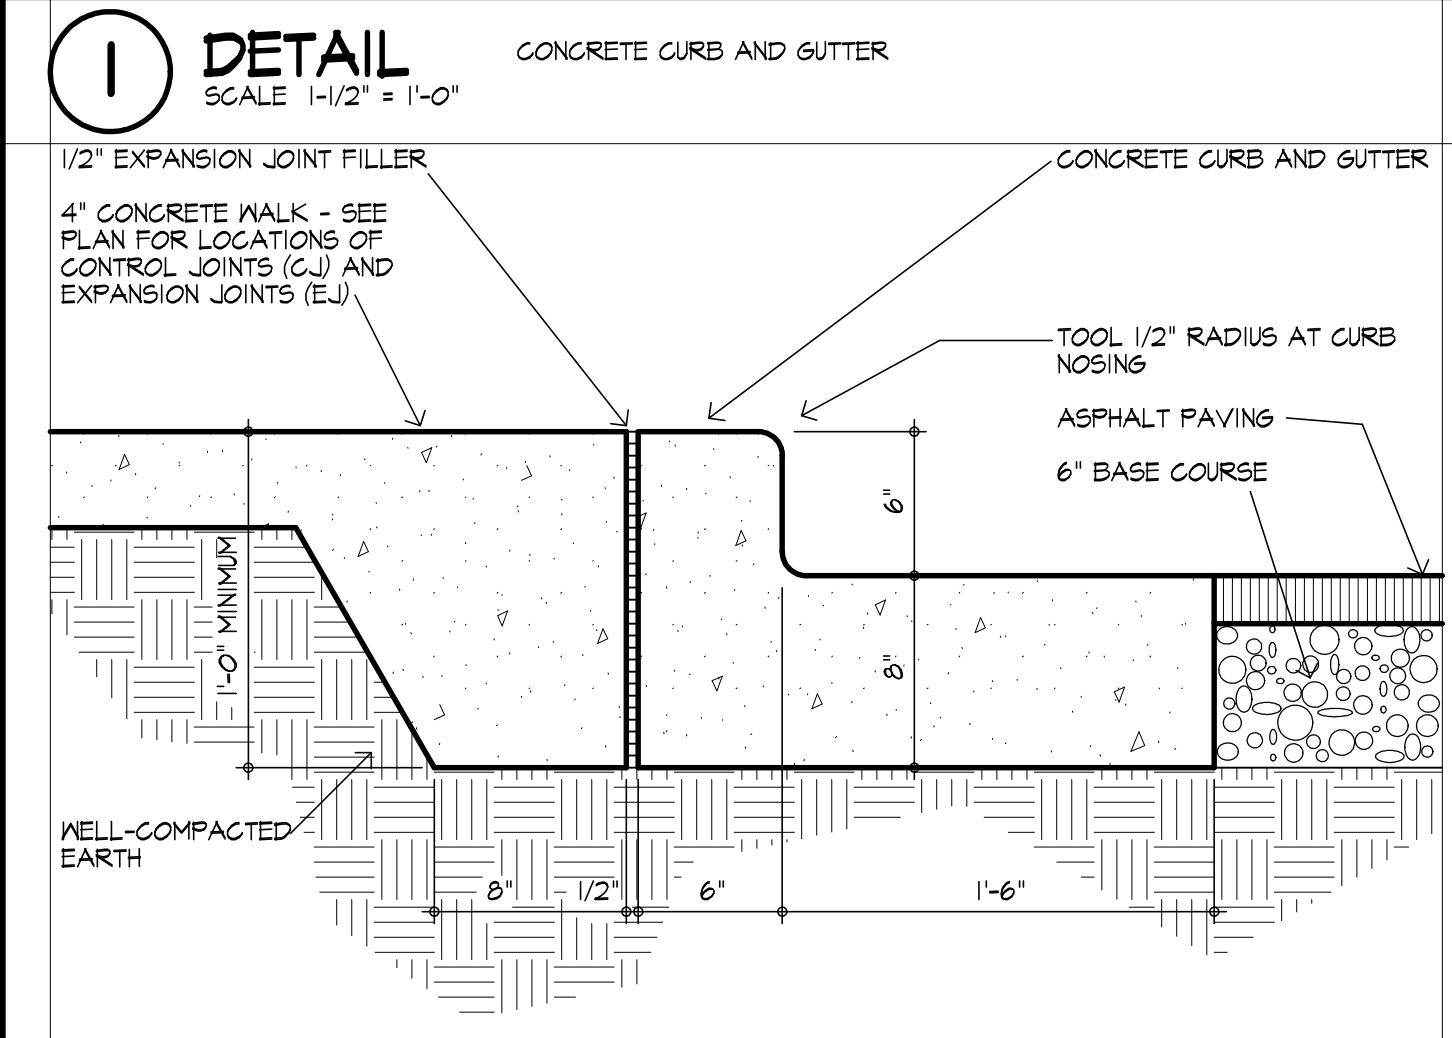 1
DETAIL
SCALE 1-1/2" = 1'-0"
CONCRETE CURB AND GUTTER
1/2" EXPANSION JOINT FILLER
4" CONCRETE WALK - SEE
PLAN FOR LOCATIONS OF
CONTROL JOINTS (CJ) AND
EXPANSION JOINTS (EJ)
CONCRETE CURB AND GUTTER
TOOL 1/2" RADIUS AT CURB
NOSING
ASPHALT PAVING
6" BASE COURSE
6"
8"
1'-0" MINIMUM
WELL-COMPACTED
EARTH
8"
1/2"
6"
1'-6"